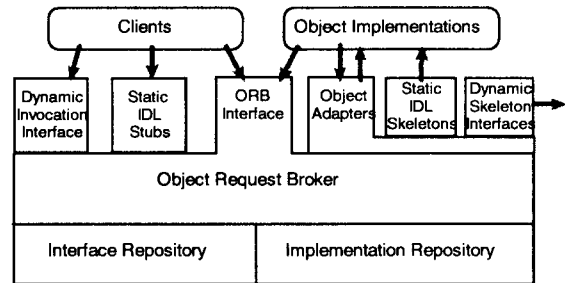 Clients
Object Implementations
Dynamic
Invocation
Interface
Static
IDL
Stubs
ORB
Interface
Object
Adapters
Static
IDL
Skeletons
Dynamic
Skeleton
Interfaces
Object Request Broker
Interface Repository
Implementation Repository